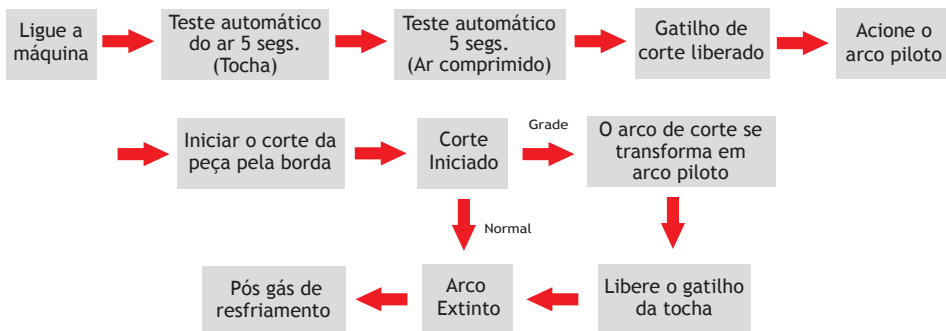 Ligue a
máquina
Teste automático
do ar 5 segs.
(Tocha)
Teste automático
5 segs.
(Ar comprimido)
Gatilho de
corte liberado
Acione o
arco piloto
Iniciar o corte da
peça pela borda
Corte
Iniciado
Grade
O arco de corte se
transforma em
arco piloto
Normal
Pós gás de
resfriamento
Arco
Extinto
Libere o gatilho
da tocha